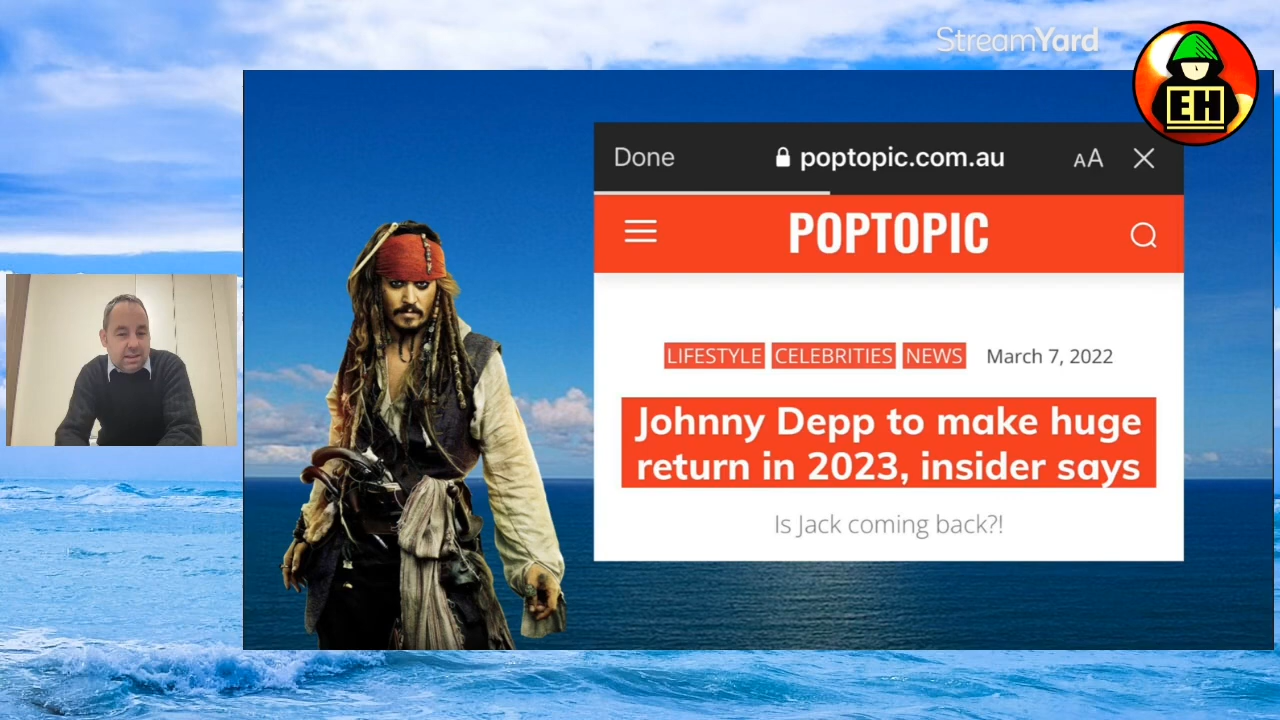 StreamYard
EH
Done
poptopic.com.au
AA
POPTOPIC
LIFESTYLE CELEBRITIES NEWS March 7, 2022
Johnny Depp to make huge
return in 2023, insider says
Is Jack coming back?!